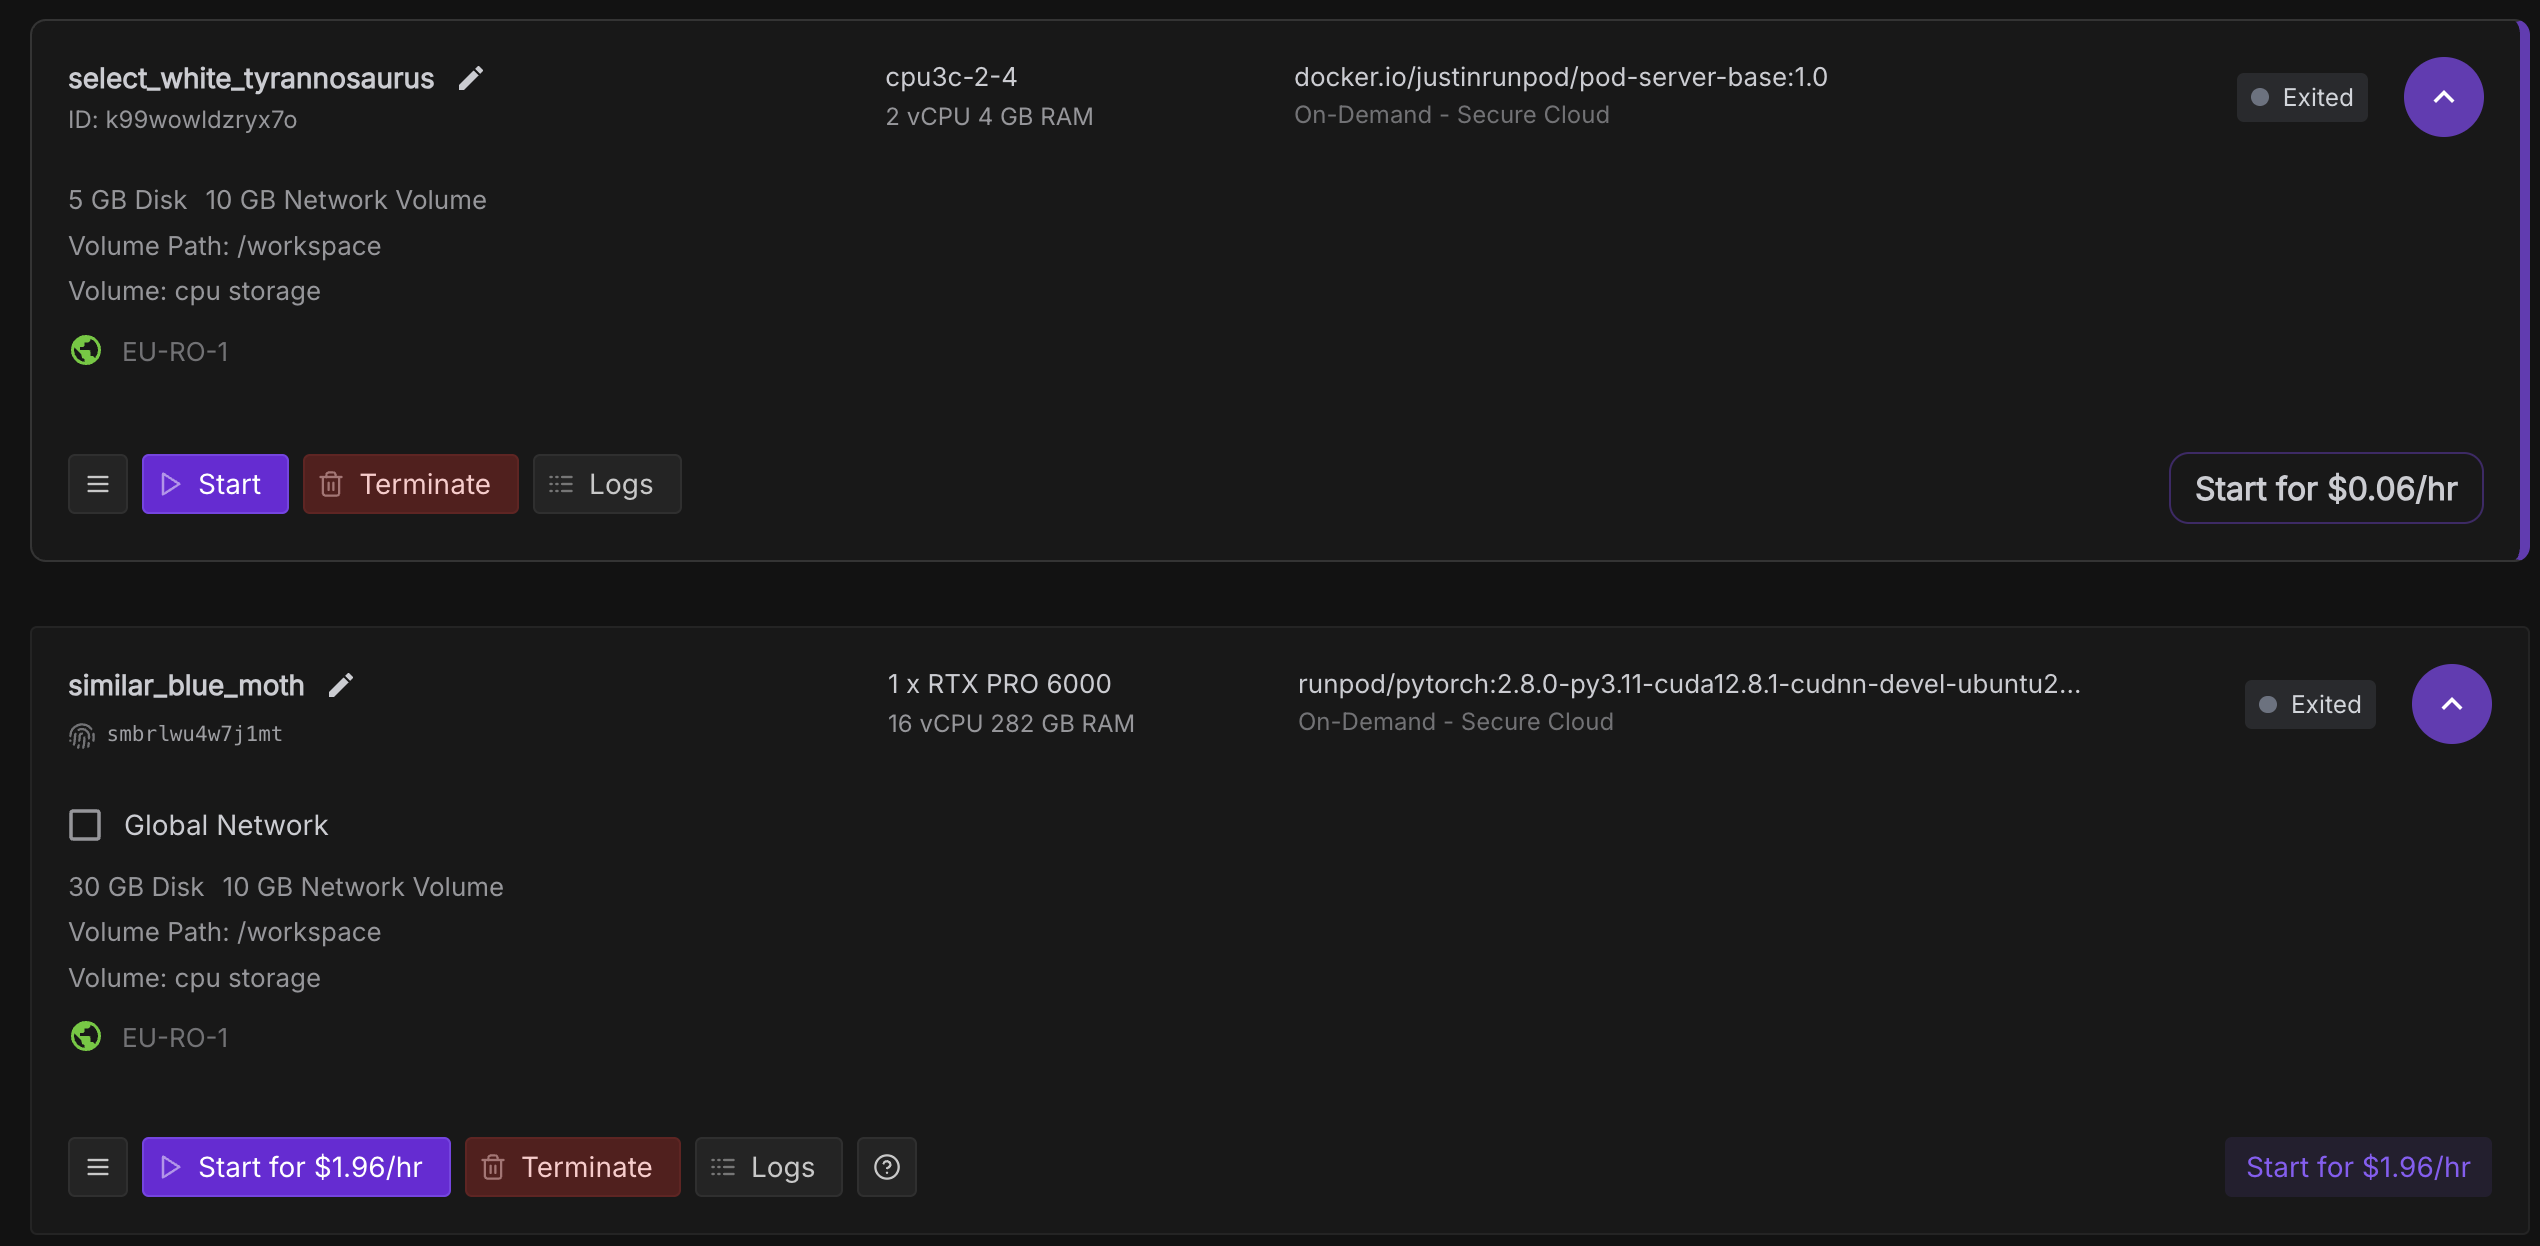 select_white_tyrannosaurus
ID: k99wowldzryx7o
cpu3c-2-4
2 vCPU 4 GB RAM
docker.io/justinrunpod/pod-server-base:1.0
On-Demand - Secure Cloud
Exited
5 GB Disk 10 GB Network Volume
Volume Path: /workspace
Volume: cpu storage
EU-RO-1
Start
Terminate
Logs
Start for $0.06/hr
similar_blue_moth
smbrlwu4w7j1mt
1 x RTX PRO 6000
16 vCPU 282 GB RAM
runpod/pytorch:2.8.0-py3.11-cuda12.8.1-cudnn-devel-ubuntu2...
On-Demand - Secure Cloud
Exited
Global Network
30 GB Disk 10 GB Network Volume
Volume Path: /workspace
Volume: cpu storage
EU-RO-1
Start for $1.96/hr
Terminate
Logs
Start for $1.96/hr